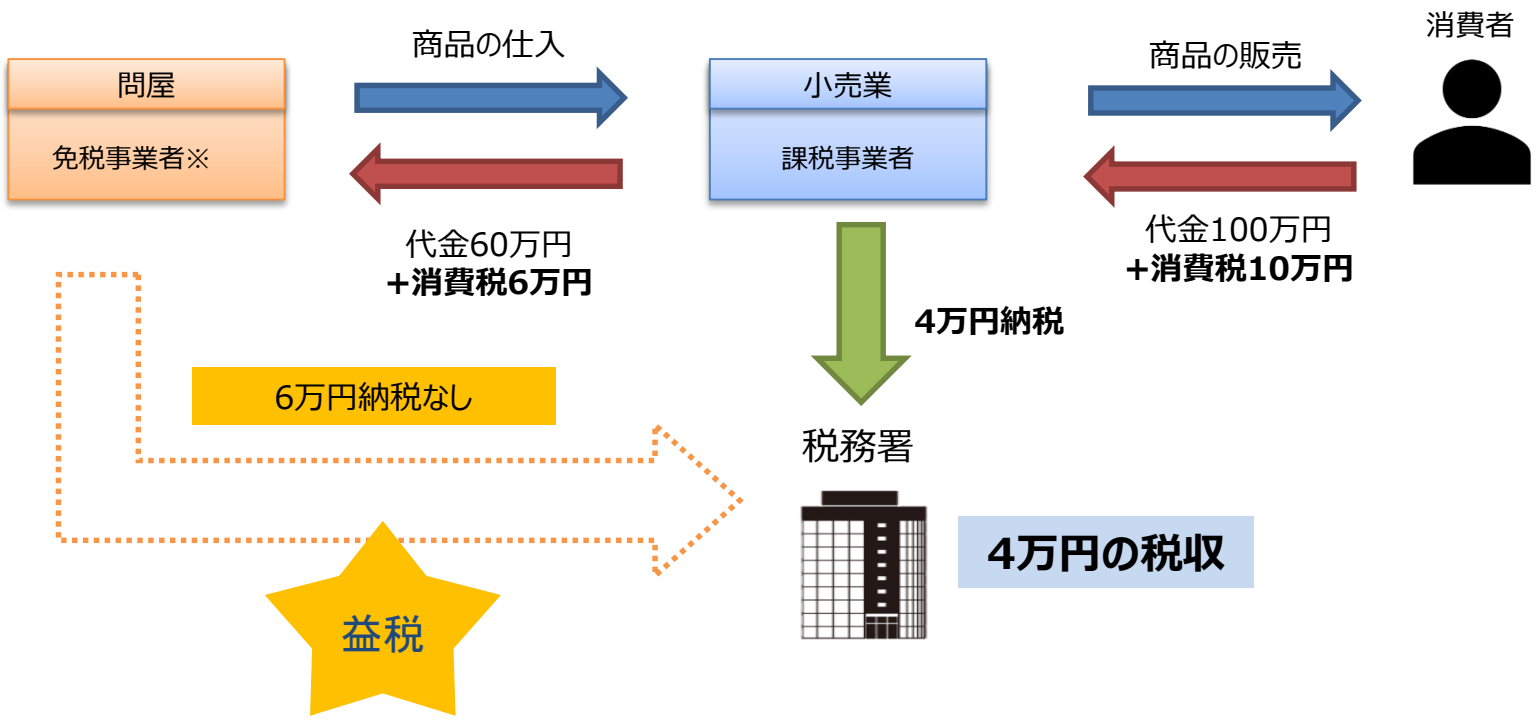 消費者
商品の仕入
商品の販売
問屋
小売業
免税事業者※
課税事業者
代金60万円
+消費税6万円
代金100万円
+消費税10万円
4万円納税
6万円納税なし
税務署
4万円の税収
益税